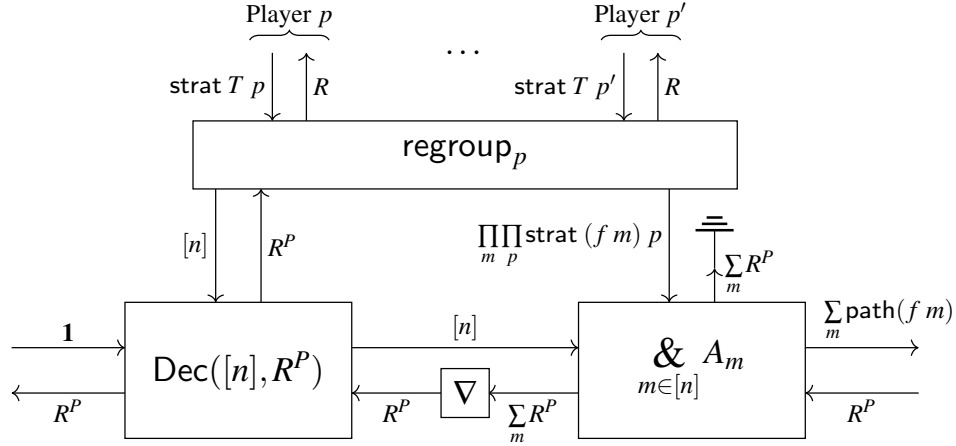 Player p … Player p′
strat T p R strat T p′ R
regroup_p
[n] R^P ∏_m ∏_p strat (f m) p ∑_m R^P
1 Dec([n], R^P) [n] &_{m∈[n]} A_m ∑_m path(f m)
R^P R^P ∇ ∑_m R^P R^P